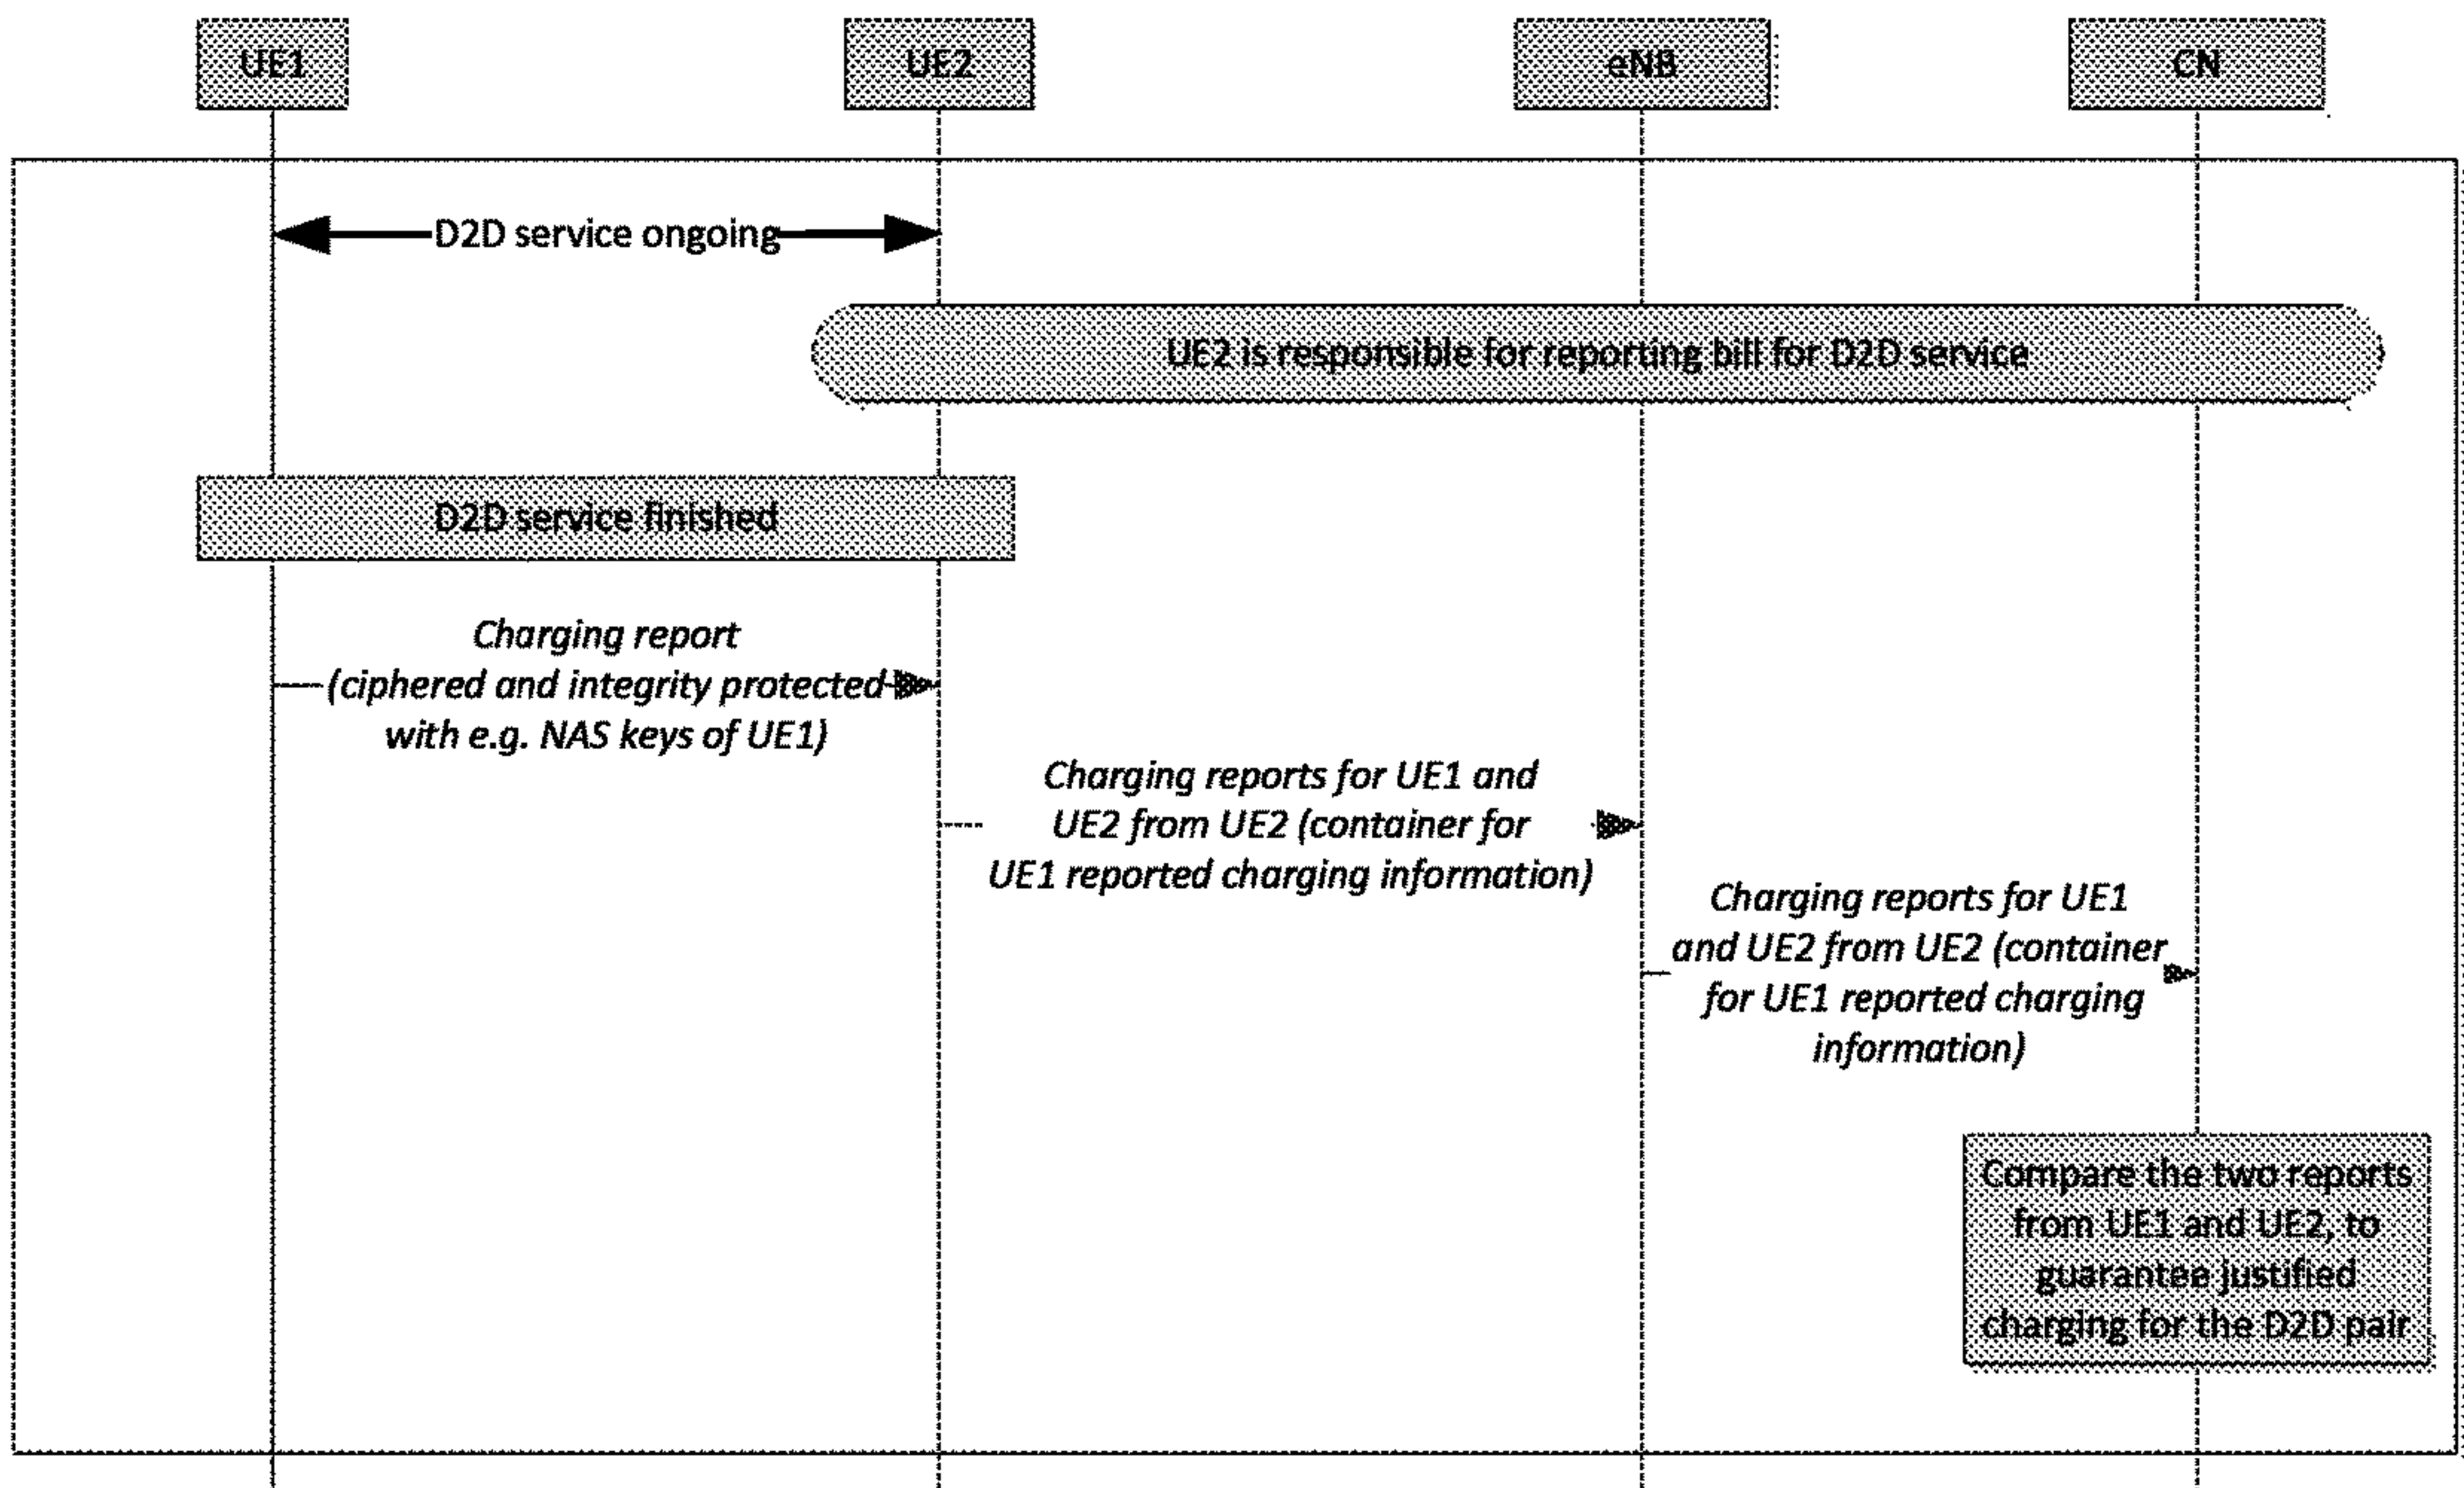 UE1
UE2
eNB
CN
D2D service ongoing
UE2 is responsible for reporting bill for D2D service
D2D service finished
Charging report
(ciphered and integrity protected
with e.g. NAS keys of UE1)
Charging reports for UE1 and
UE2 from UE2 (container for
UE1 reported charging information)
Charging reports for UE1
and UE2 from UE2 (container
for UE1 reported charging
information)
Compare the two reports
from UE1 and UE2, to
guarantee justified
charging for the D2D pair